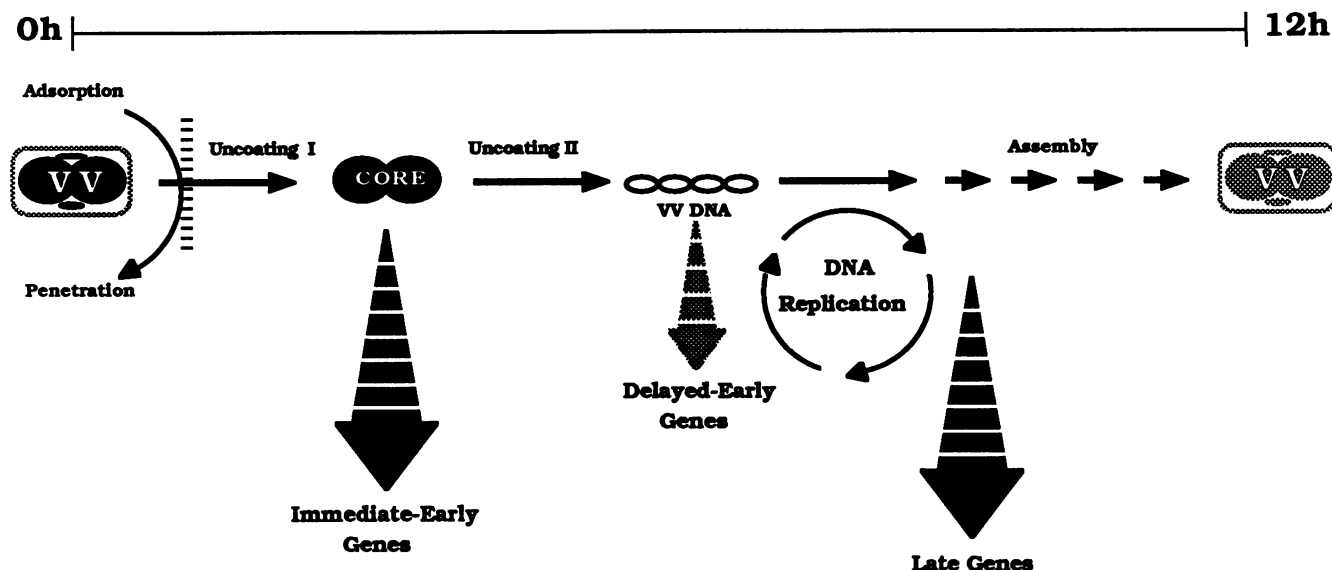 0h
12h
Adsorption
Uncoating I
Uncoating II
Assembly
VV
CORE
VV
VV DNA
Penetration
DNA
Replication
Delayed-Early
Genes
Immediate-Early
Genes
Late Genes